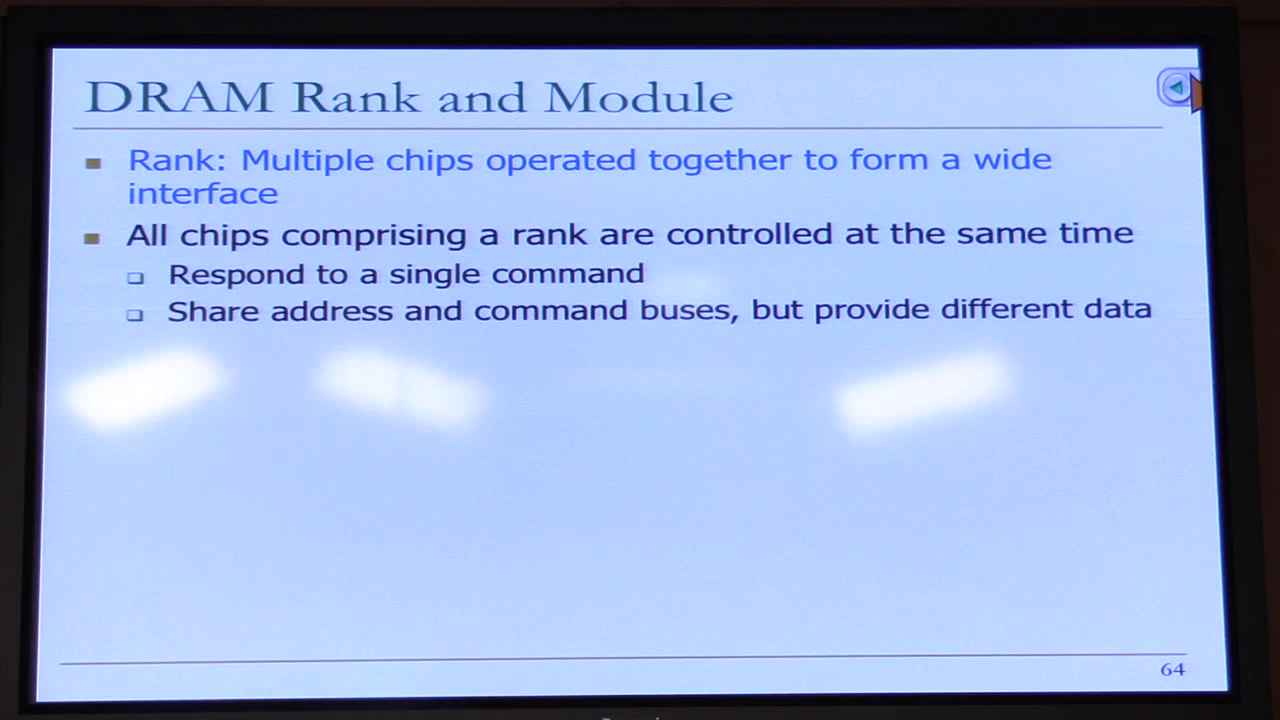 DRAM Rank and Module
Rank: Multiple chips operated together to form a wide
interface
All chips comprising a rank are controlled at the same time
Respond to a single command
Share address and command buses, but provide different data
64